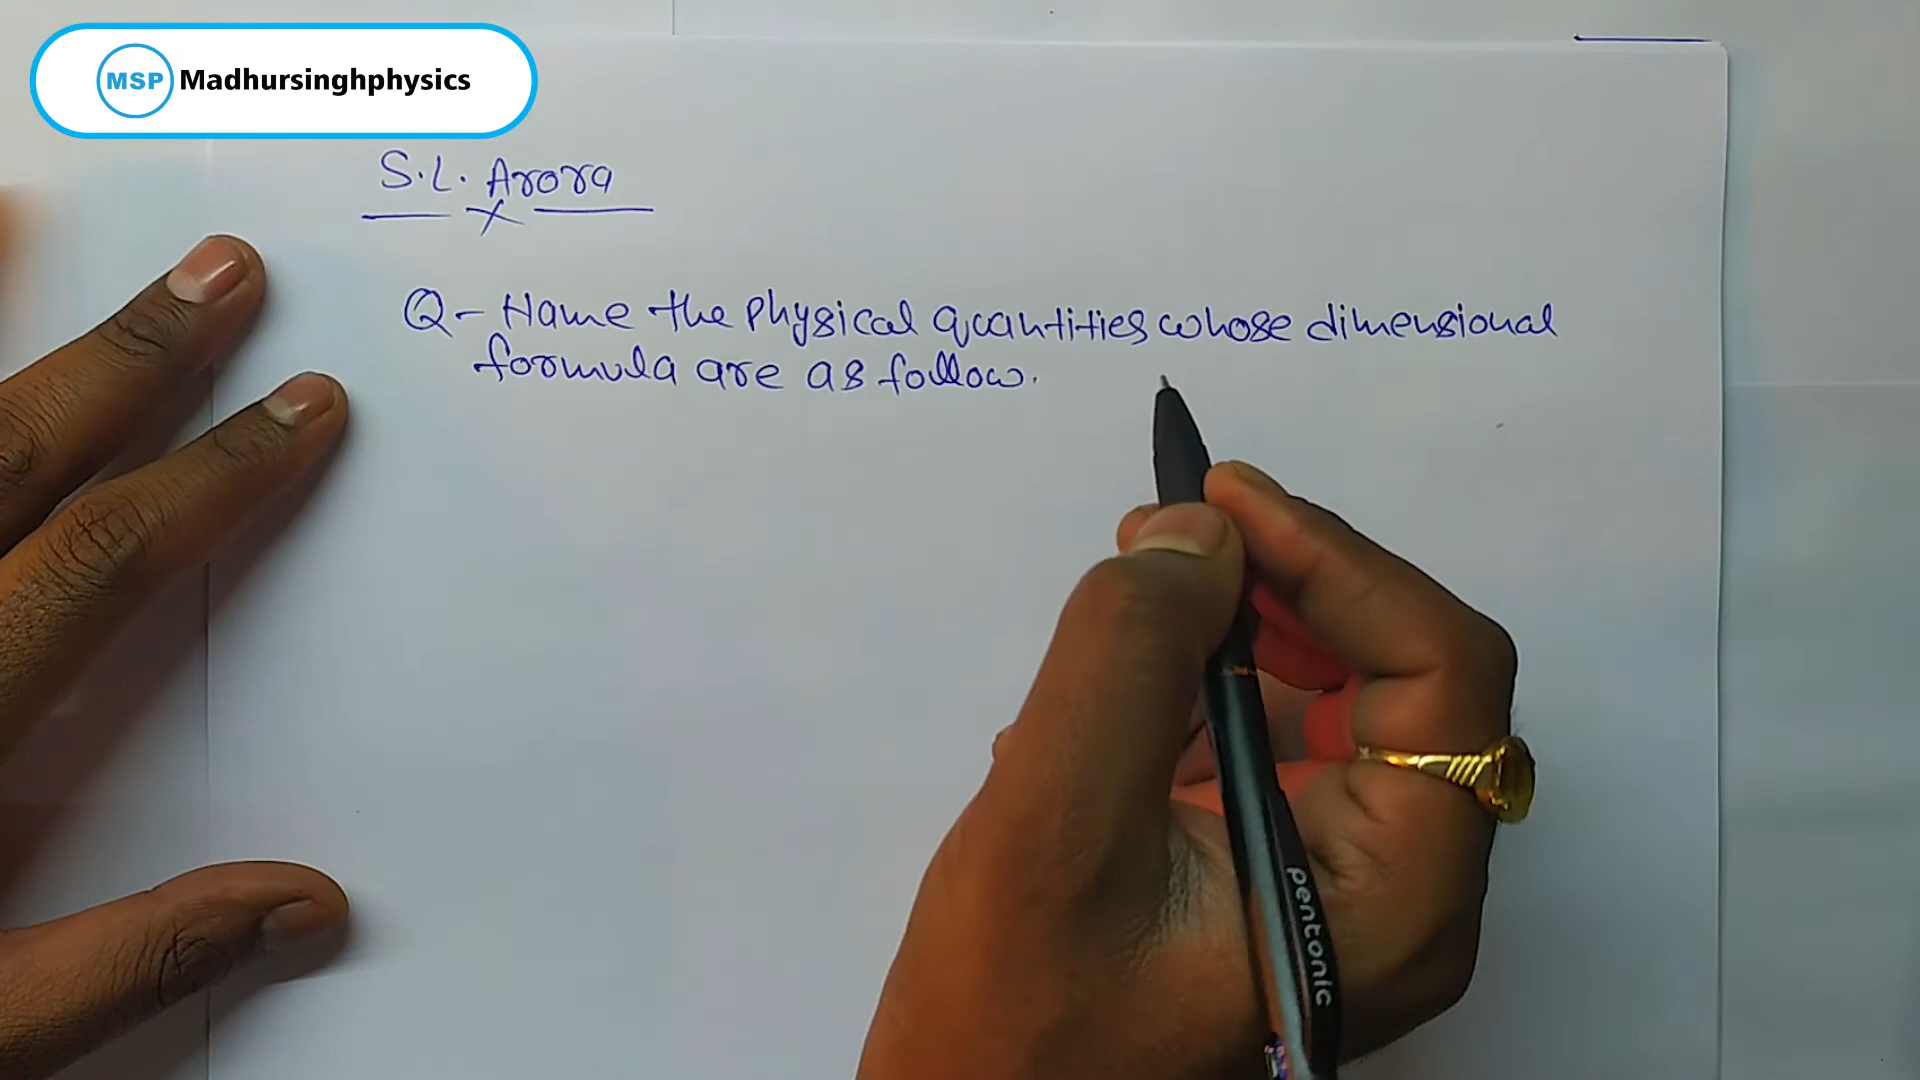 MSP Madhursinghphysics
S.L. Arora
Q - Name the physical quantities whose dimensional
formula are as follow.
pentonic